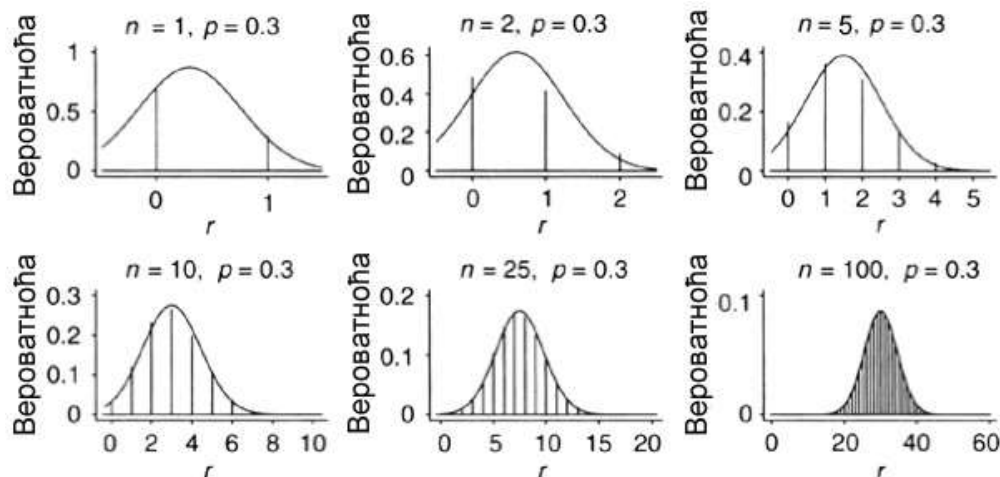 n = 1, p = 0.3
Вероватноћа
1
0.5
0
0 1
r
n = 2, p = 0.3
Вероватноћа
0.6
0.4
0.2
0
0 1 2
r
n = 5, p = 0.3
Вероватноћа
0.4
0.2
0
0 1 2 3 4 5
r
n = 10, p = 0.3
Вероватноћа
0.3
0.2
0.1
0
0 2 4 6 8 10
r
n = 25, p = 0.3
Вероватноћа
0.2
0.1
0
0 5 10 15 20
r
n = 100, p = 0.3
Вероватноћа
0.1
0
0 20 40 60
r